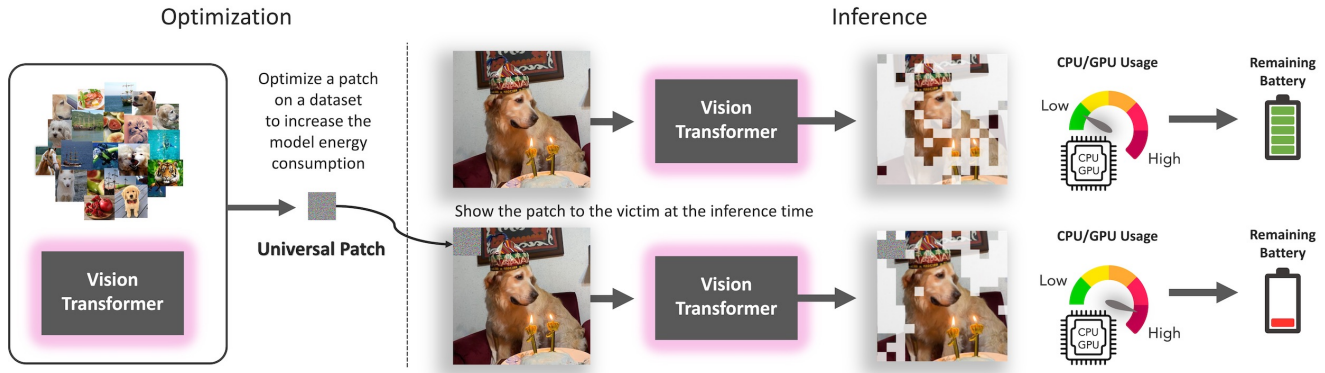 Optimization
Inference
Optimize a patch
on a dataset
to increase the
model energy
consumption
Universal Patch
Vision
Transformer
Vision
Transformer
CPU/GPU Usage
Low
High
CPU
GPU
Remaining
Battery
Show the patch to the victim at the inference time
Vision
Transformer
CPU/GPU Usage
Low
High
CPU
GPU
Remaining
Battery